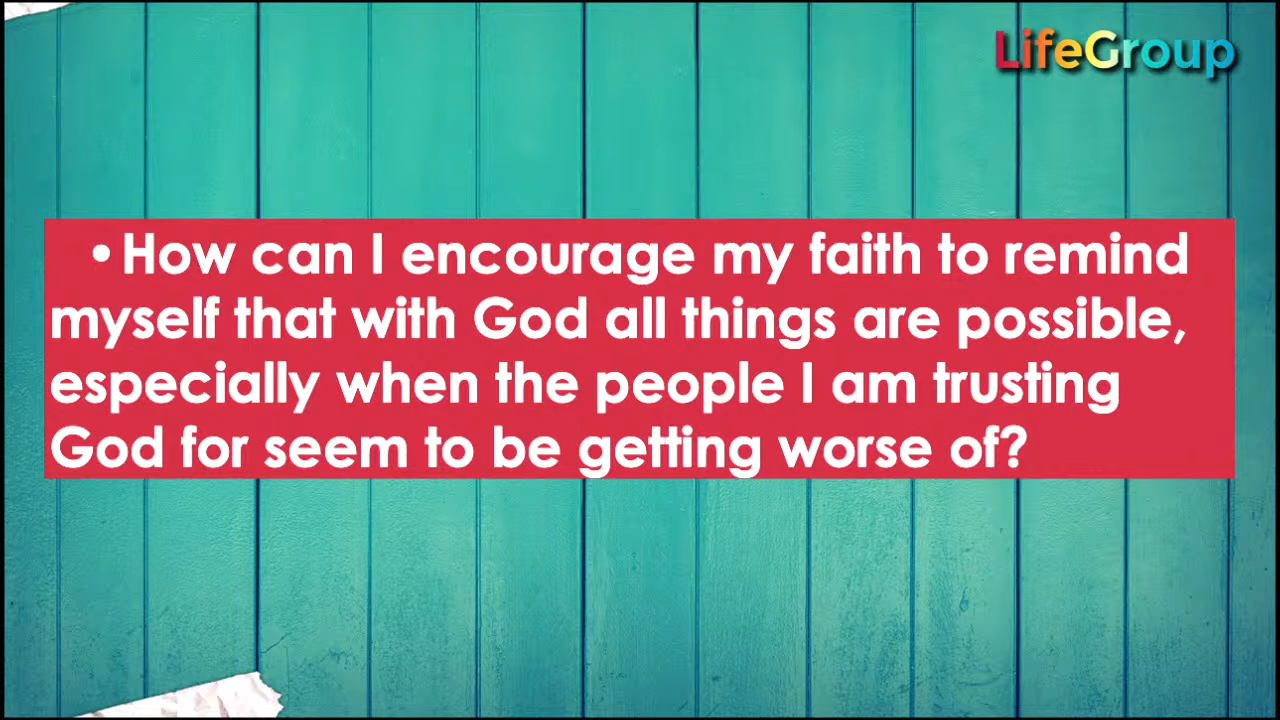 LifeGroup
•How can I encourage my faith to remind
myself that with God all things are possible,
especially when the people I am trusting
God for seem to be getting worse of?